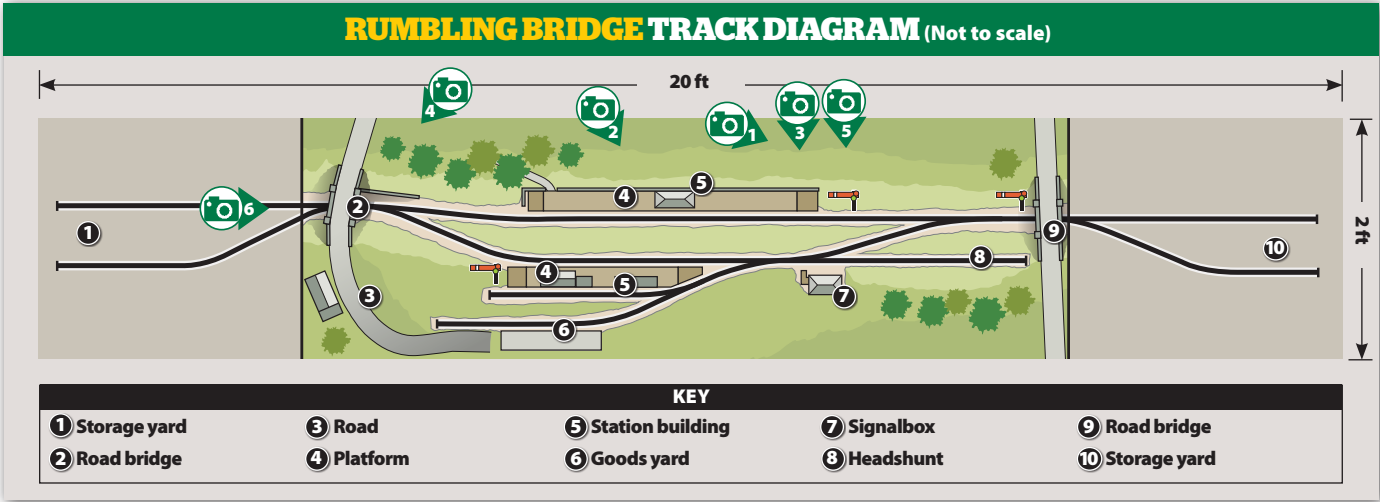 RUMBLING BRIDGE TRACK DIAGRAM (Not to scale)
20 ft
4
2
1
3
5
6
2 ft
1
2
3
4
5
4
5
6
7
8
9
10
KEY
1 Storage yard
2 Road bridge
3 Road
4 Platform
5 Station building
6 Goods yard
7 Signalbox
8 Headshunt
9 Road bridge
10 Storage yard